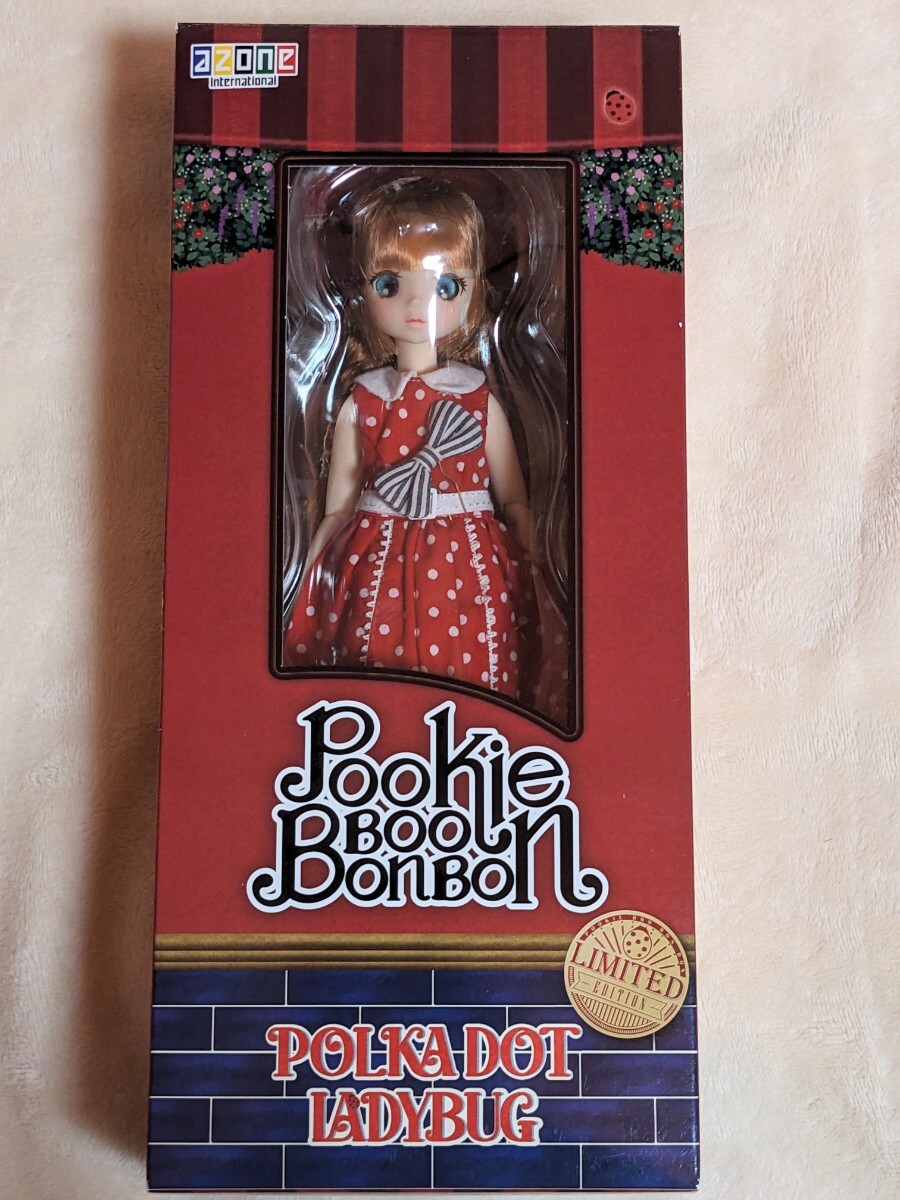 azone
International
Pookie
BOO
BonBon
LIMITED
EDITION
POLKA DOT
LADYBUG